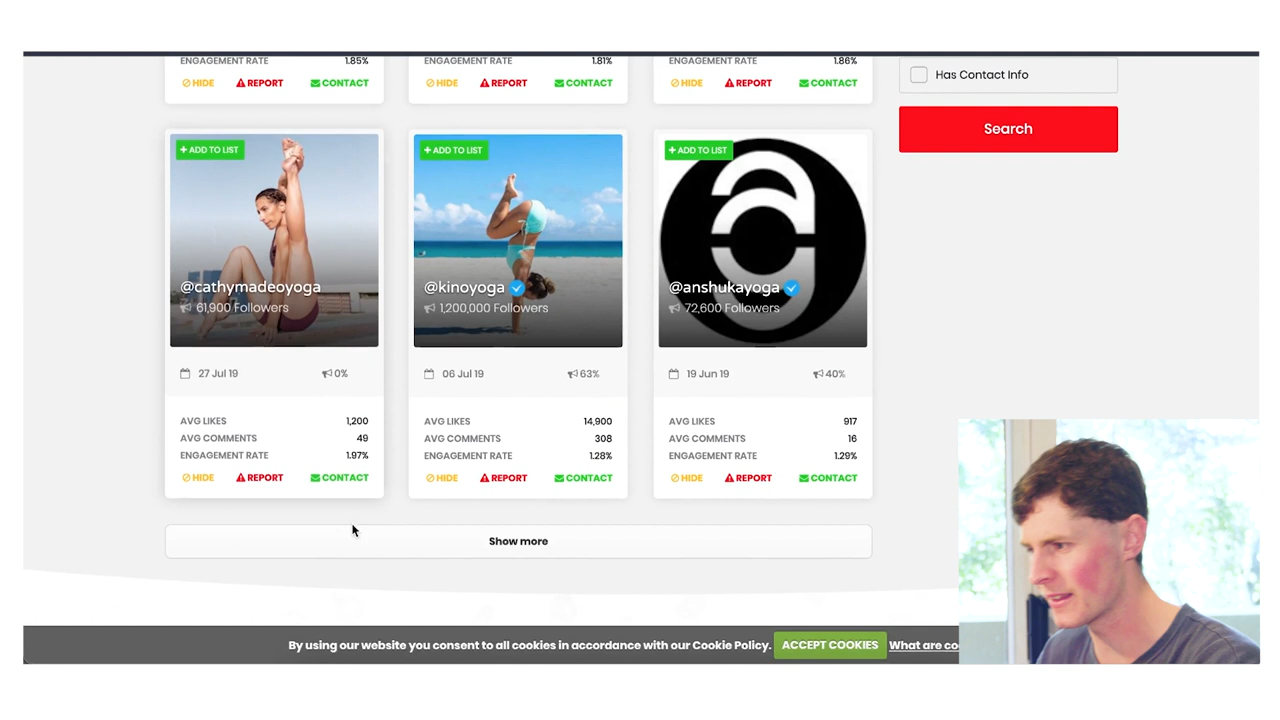 ENGAGEMENT RATE 1.85% ENGAGEMENT RATE 1.81% ENGAGEMENT RATE 1.86%
HIDE REPORT CONTACT HIDE REPORT CONTACT HIDE REPORT CONTACT
Has Contact Info
Search
+ ADD TO LIST + ADD TO LIST + ADD TO LIST
@cathymadeoyoga @kinoyoga @anshukayoga
61,900 Followers 1,200,000 Followers 72,600 Followers
27 Jul 19 0% 06 Jul 19 63% 19 Jun 19 40%
AVG LIKES 1,200 AVG LIKES 14,900 AVG LIKES 917
AVG COMMENTS 49 AVG COMMENTS 308 AVG COMMENTS 16
ENGAGEMENT RATE 1.97% ENGAGEMENT RATE 1.28% ENGAGEMENT RATE 1.29%
HIDE REPORT CONTACT HIDE REPORT CONTACT HIDE REPORT CONTACT
Show more
By using our website you consent to all cookies in accordance with our Cookie Policy. ACCEPT COOKIES What are co